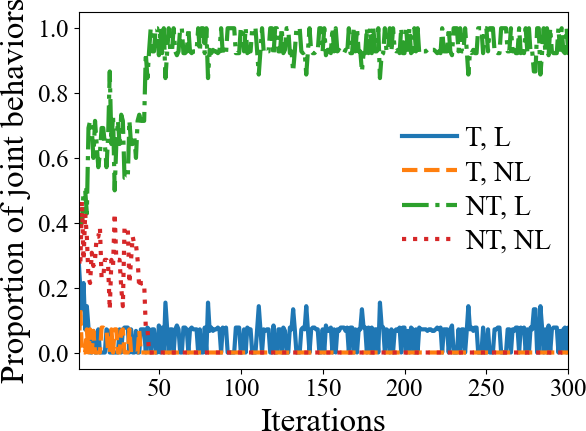 Proportion of joint behaviors
1.0
0.8
0.6
0.4
0.2
0.0
T, L
T, NL
NT, L
NT, NL
50 100 150 200 250 300
Iterations